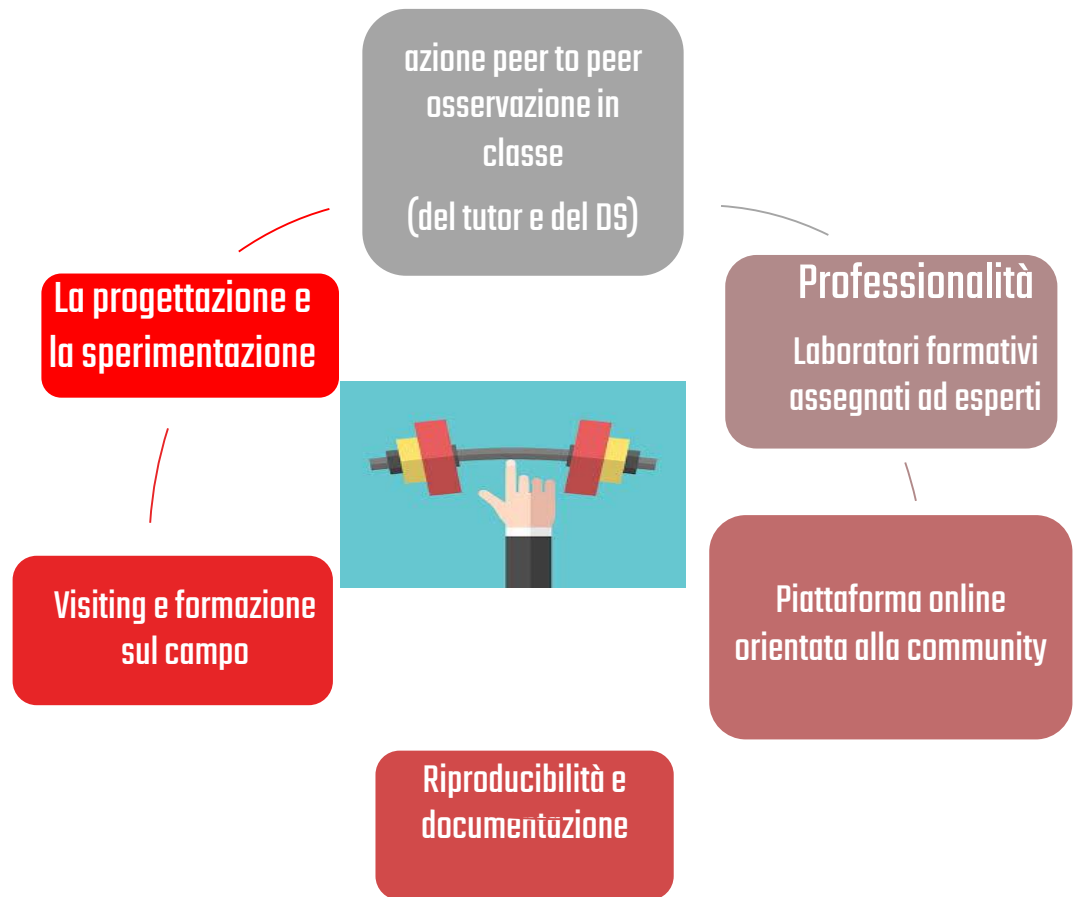 azione peer to peer
osservazione in
classe
(del tutor e del DS)
Professionalità
Laboratori formativi
assegnati ad esperti
Piattaforma online
orientata alla community
Riproducibilità e
documentazione
Visiting e formazione
sul campo
La progettazione e
la sperimentazione